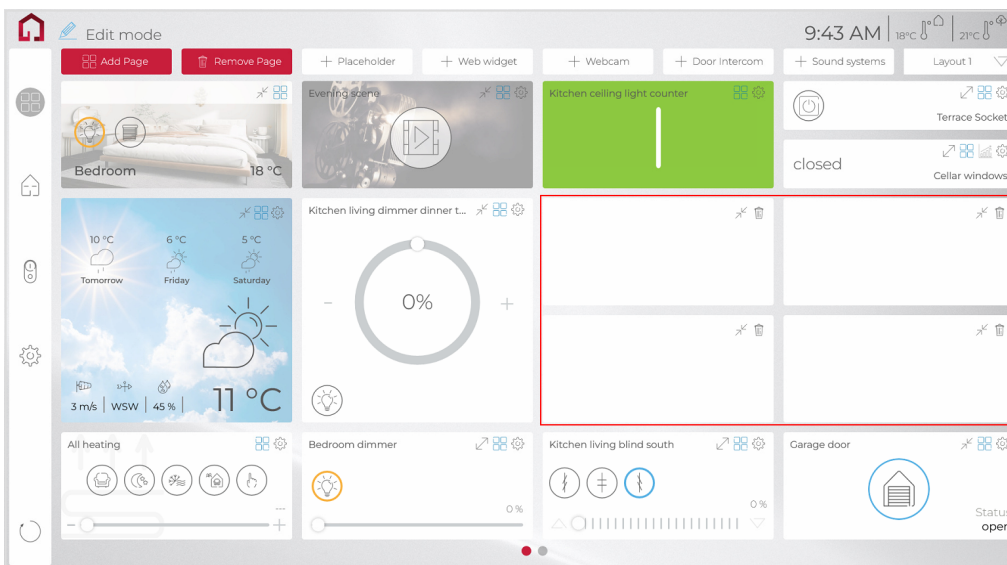 Edit mode
9:43 AM
18°C
21°C
Add Page
Remove Page
+ Placeholder
+ Web widget
+ Webcam
+ Door Intercom
+ Sound systems
Layout 1
Bedroom
18 °C
Evening scene
Kitchen ceiling light counter
Terrace Socket
closed
Cellar windows
10 °C
6 °C
5 °C
Tomorrow
Friday
Saturday
3 m/s
WSW
45 %
11 °C
Kitchen living dimmer dinner t...
-
0%
+
All heating
---
-
+
Bedroom dimmer
0 %
Kitchen living blind south
0 %
Garage door
Status
open